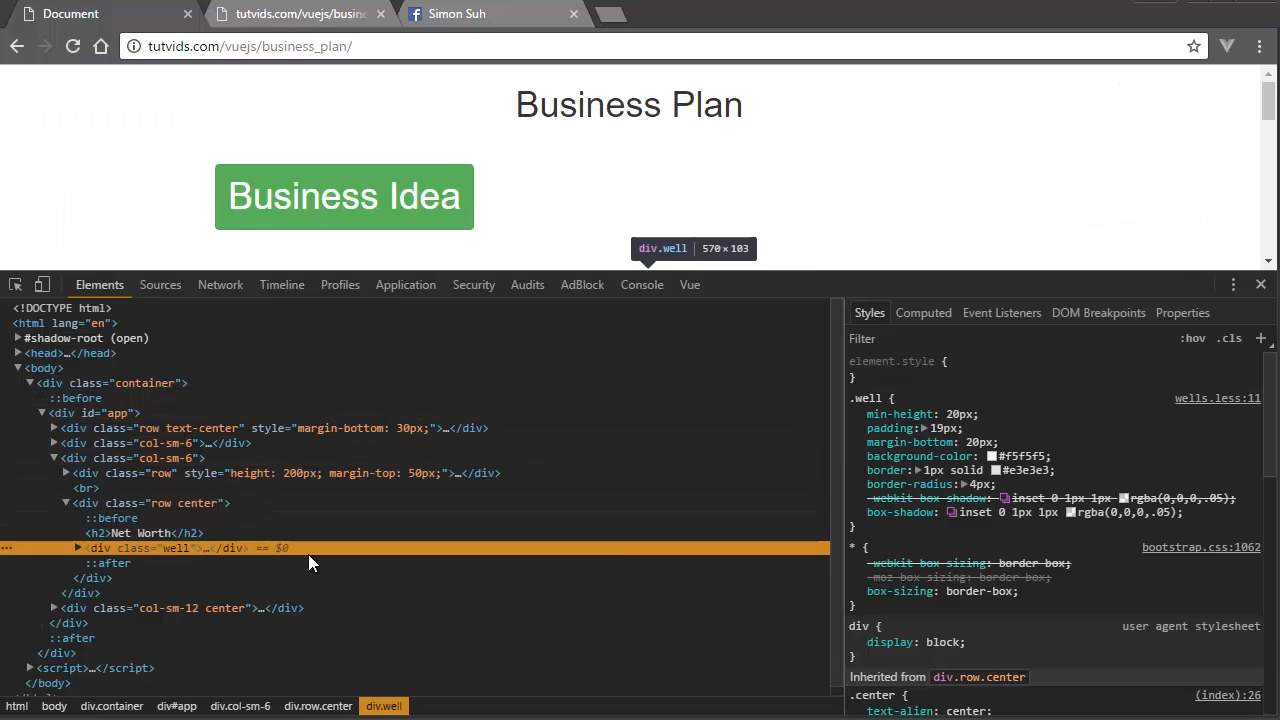 Document
tutvids.com/vuejs/busine
Simon Suh
tutvids.com/vuejs/business_plan/
Business Plan
Business Idea
div.well | 570×103
Elements Sources Network Timeline Profiles Application Security Audits AdBlock Console Vue
<!DOCTYPE html>
<html lang="en">
#shadow-root (open)
<head>…</head>
<body>
<div class="container">
::before
<div id="app">
<div class="row text-center" style="margin-bottom: 30px;">…</div>
<div class="col-sm-6">…</div>
<div class="col-sm-6">
<div class="row" style="height: 200px; margin-top: 50px;">…</div>
<br>
<div class="row center">
::before
<h2>Net Worth</h2>
<div class="well">…</div> == $0
::after
</div>
</div>
<div class="col-sm-12 center">…</div>
</div>
::after
</div>
<script>…</script>
</body>
html body div.container div#app div.col-sm-6 div.row.center div.well
Styles Computed Event Listeners DOM Breakpoints Properties
Filter :hov .cls +
element.style {
}
.well { wells.less:11
min-height: 20px;
padding: 19px;
margin-bottom: 20px;
background-color: #f5f5f5;
border: 1px solid #e3e3e3;
border-radius: 4px;
-webkit-box-shadow: inset 0 1px 1px rgba(0,0,0,.05);
box-shadow: inset 0 1px 1px rgba(0,0,0,.05);
}
* { bootstrap.css:1062
-webkit-box-sizing: border-box;
-moz-box-sizing: border-box;
box-sizing: border-box;
}
div { user agent stylesheet
display: block;
}
Inherited from div.row.center
.center { (index):26
text-align: center;